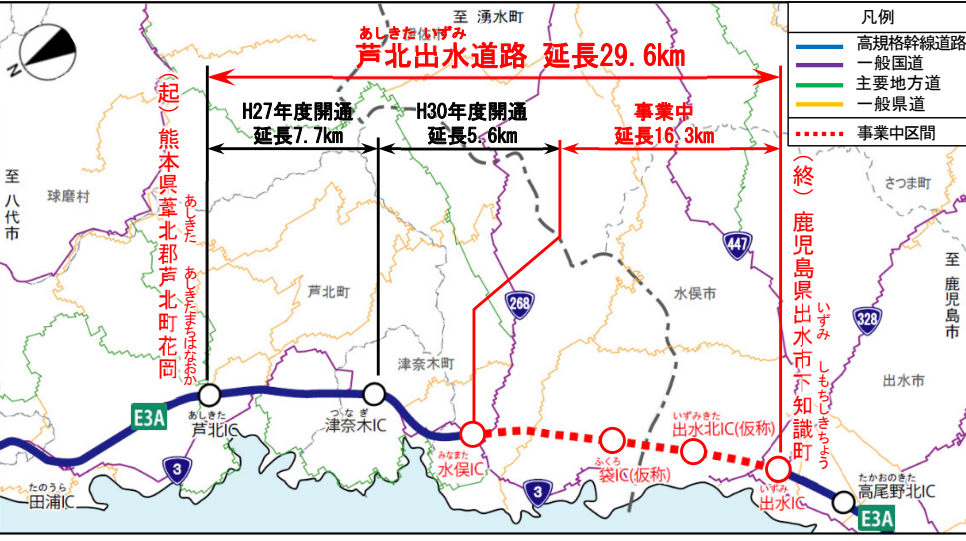 至 湧水町
伊佐市
あしきた いずみ
芦北出水道路 延長29.6km
凡例
高規格幹線道路
一般国道
主要地方道
一般県道
事業中区間
N
H27年度開通
延長7.7km
H30年度開通
延長5.6km
事業中
延長16.3km
至 八代市
球磨村
(起)熊本県葦北郡芦北町花岡
あしきた あしきたまちはなおか
芦北町
津奈木町
268
水俣市
447
(終)鹿児島県出水市下知識町
いずみ しもちしきちょう
さつま町
328
至 鹿児島市
出水市
E3A
あしきた
芦北IC
つなぎ
津奈木IC
みなまた
水俣IC
ふくろ
袋IC(仮称)
いずみきた
出水北IC(仮称)
いずみ
出水IC
たかおのきた
高尾野北IC
E3A
たのうら
田浦IC
3
3